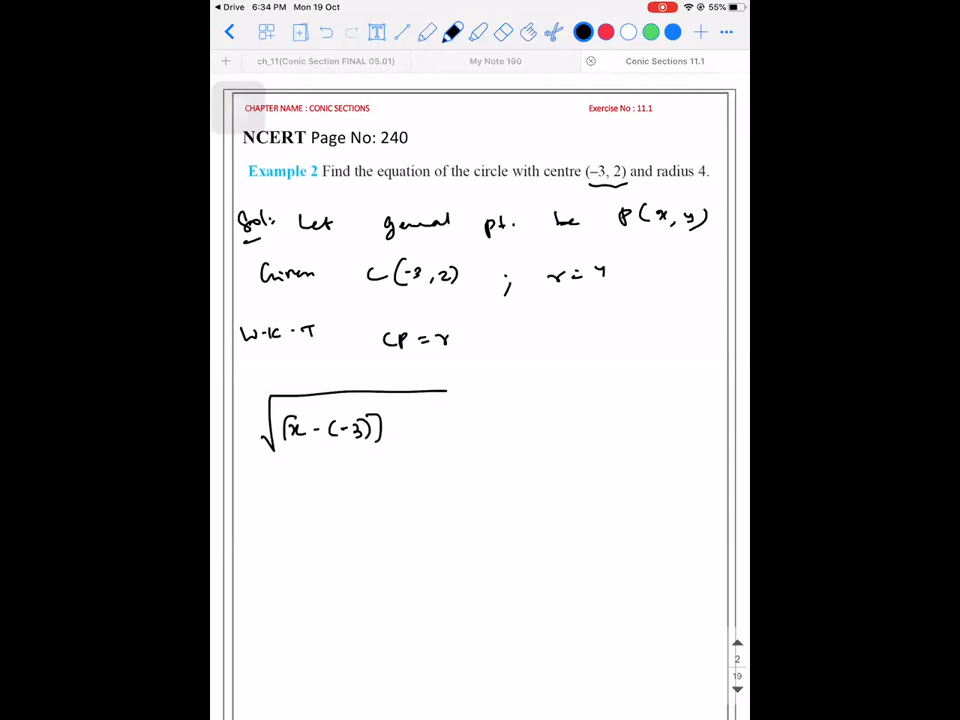 Drive 6:34 PM Mon 19 Oct 55%
ch_11(Conic Section FINAL 05.01) My Note 190 Conic Sections 11.1
CHAPTER NAME : CONIC SECTIONS Exercise No : 11.1
NCERT Page No: 240
Example 2 Find the equation of the circle with centre (–3, 2) and radius 4.
Sol: Let general pt. be P(x, y)
Given C(-3, 2) ; r = 4
W.K.T CP = r
√[x - (-3)]
2
19